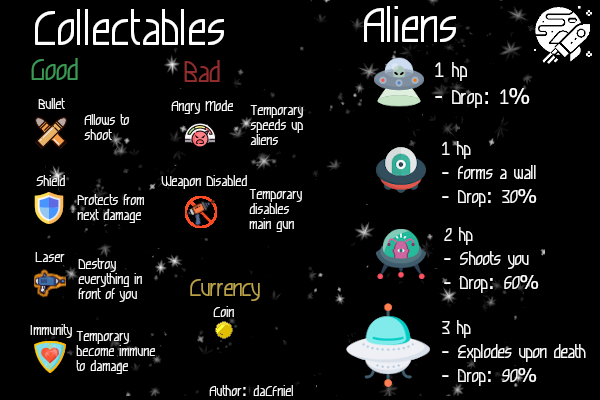 Collectables
Good
Bullet
Allows to
shoot
Shield
Protects from
next damage
Laser
Destroy
everything in
front of you
Immunity
Temporary
become immune
to damage
Bad
Angry Mode
Temporary
speeds up
aliens
Weapon Disabled
Temporary
disables
main gun
Currency
Coin
Author: daCfniel
Aliens
1 hp
- Drop: 1%
1 hp
- forms a wall
- Drop: 30%
2 hp
- Shoots you
- Drop: 60%
3 hp
- Explodes upon death
- Drop: 90%